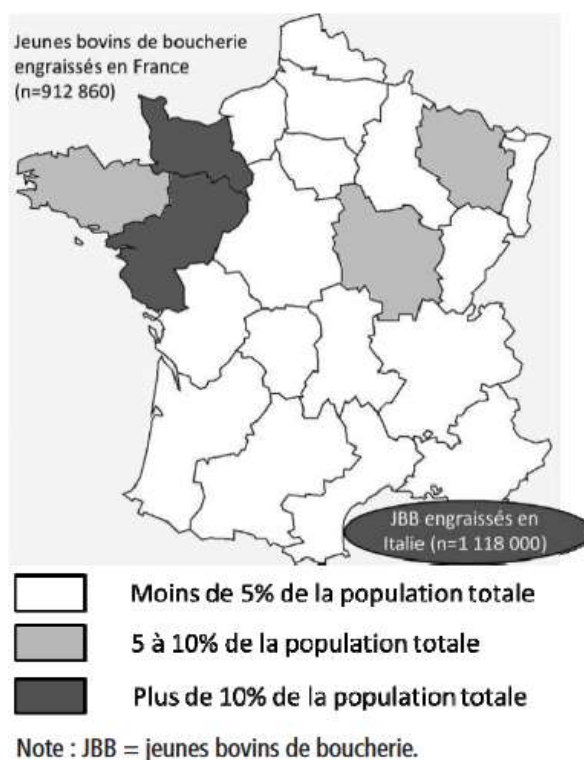 Jeunes bovins de boucherie
engraissés en France
(n=912 860)
JBB engraissés en
Italie (n=1 118 000)
Moins de 5% de la population totale
5 à 10% de la population totale
Plus de 10% de la population totale
Note : JBB = jeunes bovins de boucherie.